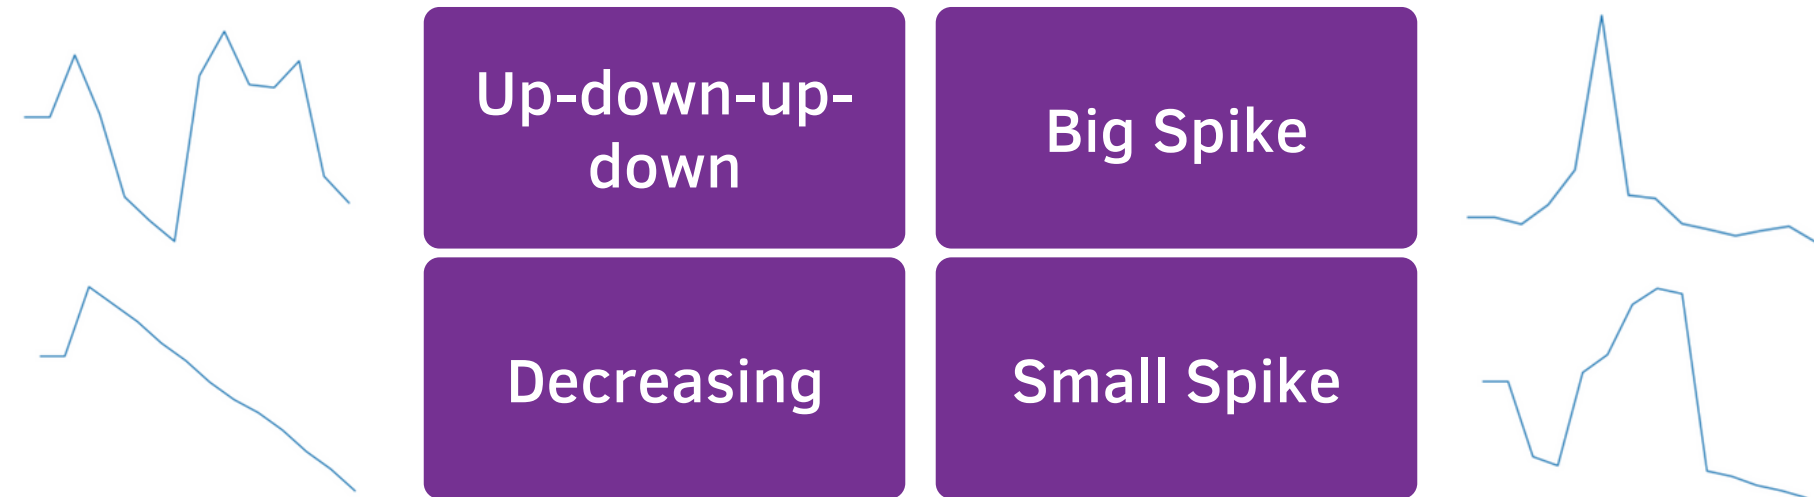 Up-down-up-
down
Big Spike
Decreasing
Small Spike